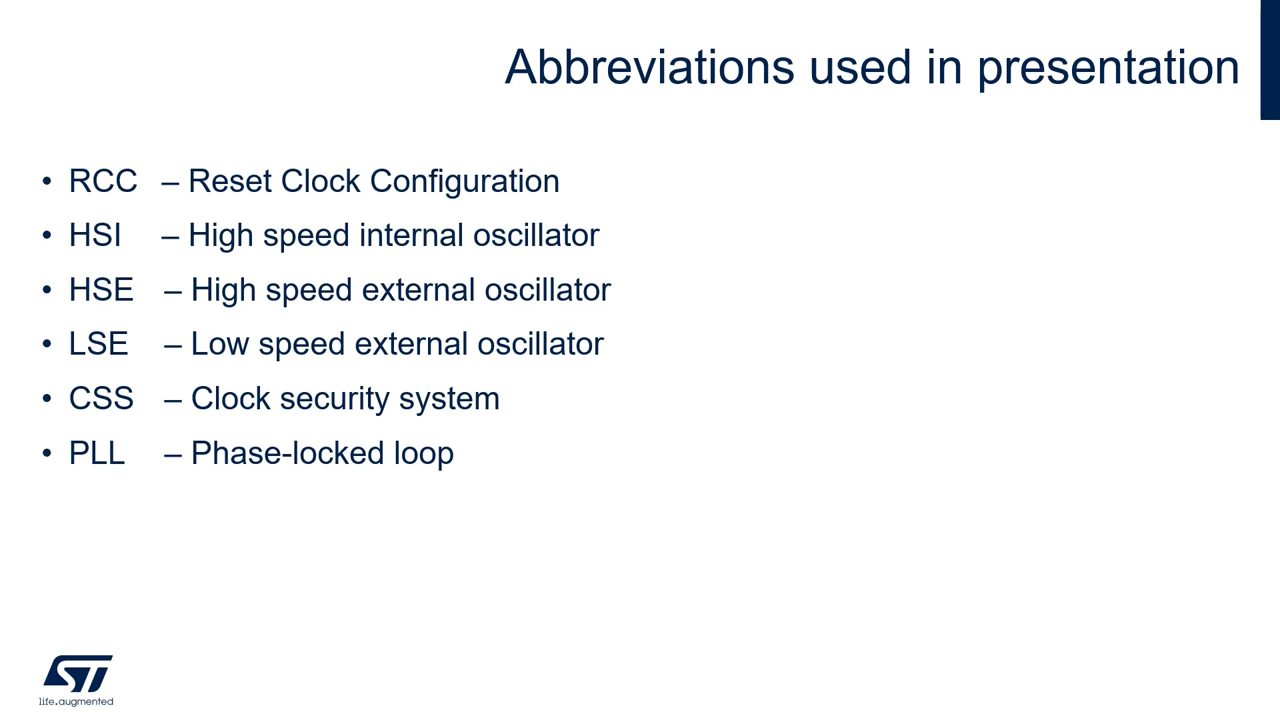 Abbreviations used in presentation
• RCC – Reset Clock Configuration
• HSI – High speed internal oscillator
• HSE – High speed external oscillator
• LSE – Low speed external oscillator
• CSS – Clock security system
• PLL – Phase-locked loop
ST
life.augmented